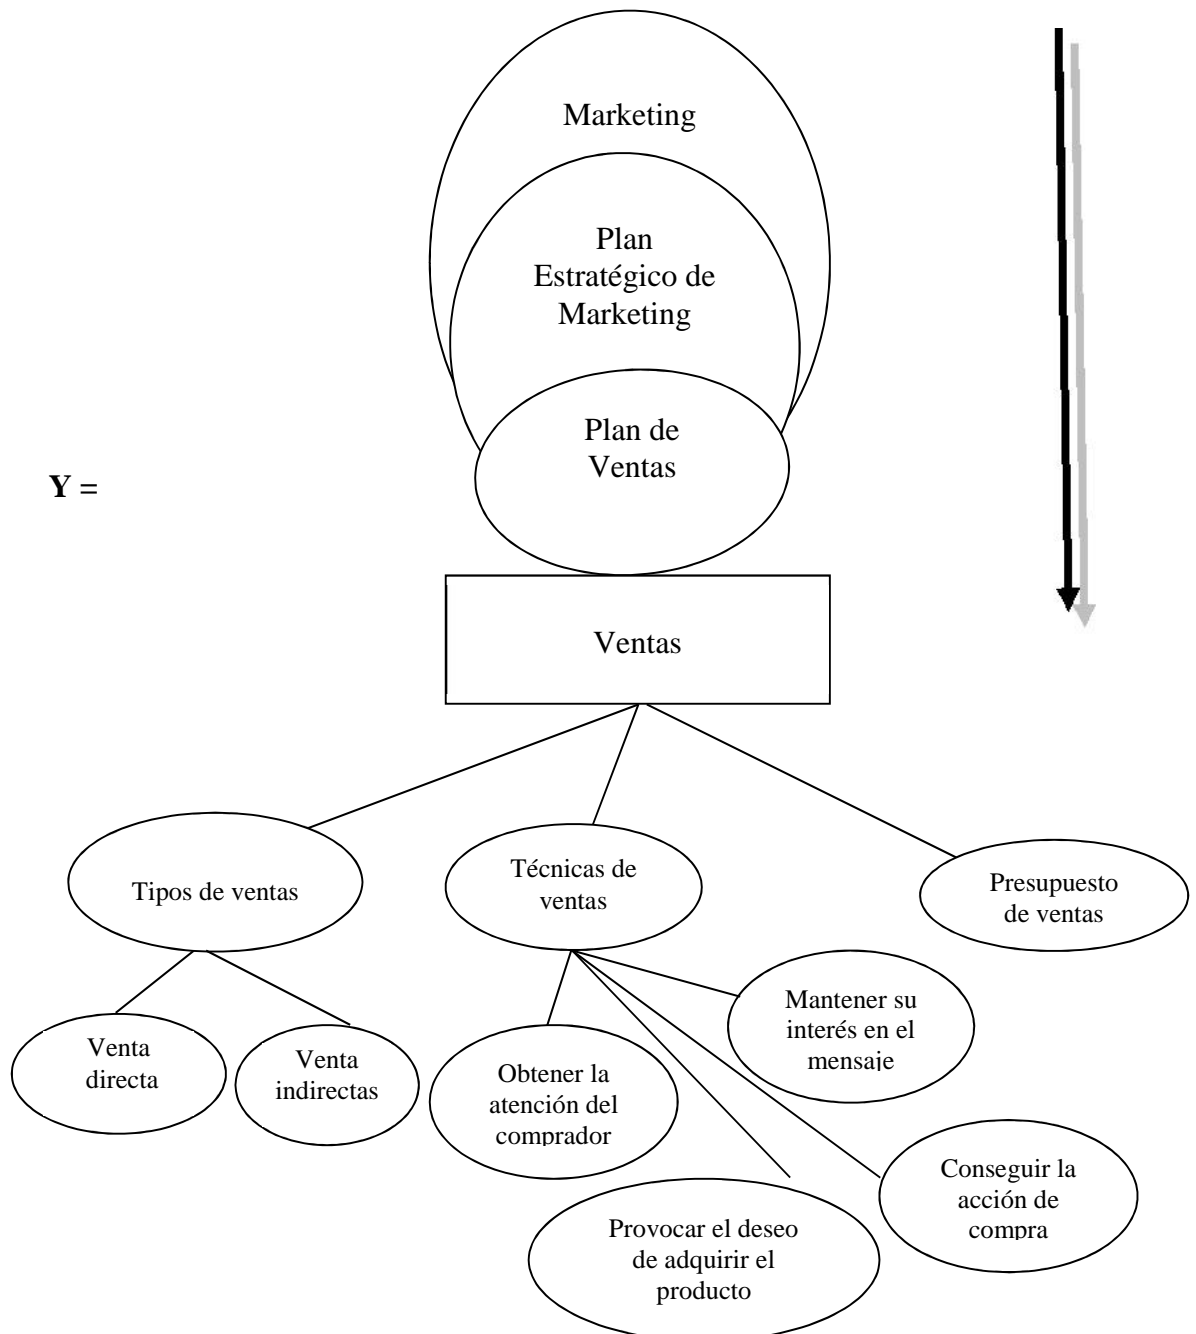 Marketing
Plan
Estratégico de
Marketing
Plan de
Ventas
Y =
Ventas
Tipos de ventas
Técnicas de
ventas
Presupuesto
de ventas
Venta
directa
Venta
indirectas
Obtener la
atención del
comprador
Mantener su
interés en el
mensaje
Provocar el deseo
de adquirir el
producto
Conseguir la
acción de
compra